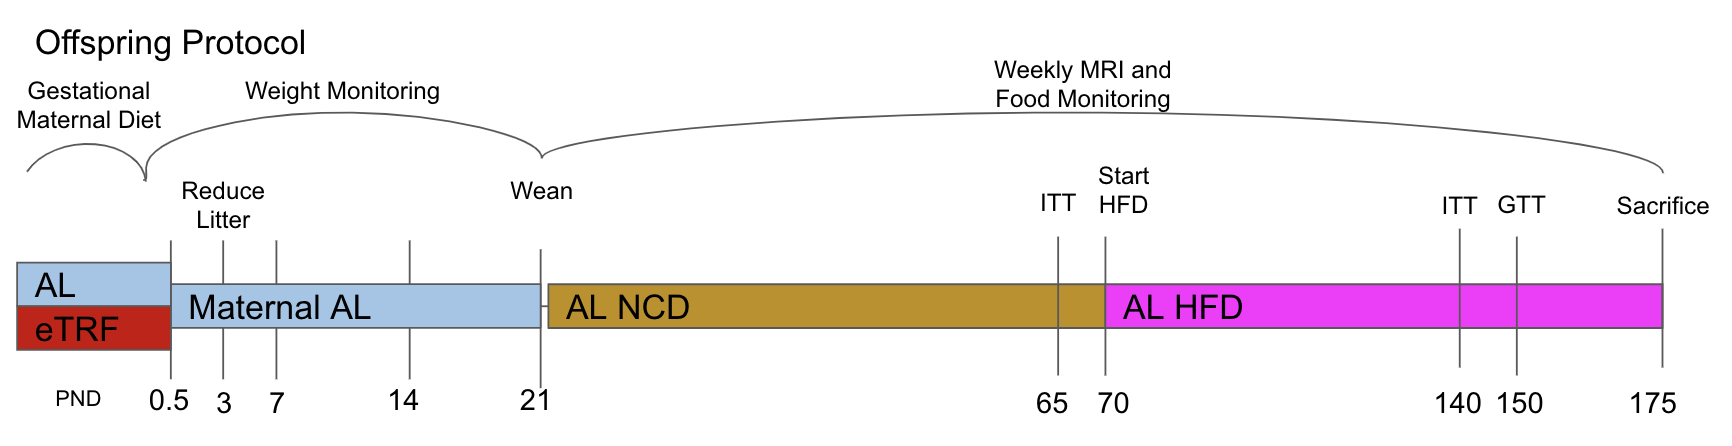 Offspring Protocol
Gestational
Maternal Diet
Weight Monitoring
Weekly MRI and
Food Monitoring
Reduce
Litter
Wean
ITT
Start
HFD
ITT
GTT
Sacrifice
AL
eTRF
Maternal AL
AL NCD
AL HFD
PND
0.5
3
7
14
21
65
70
140
150
175